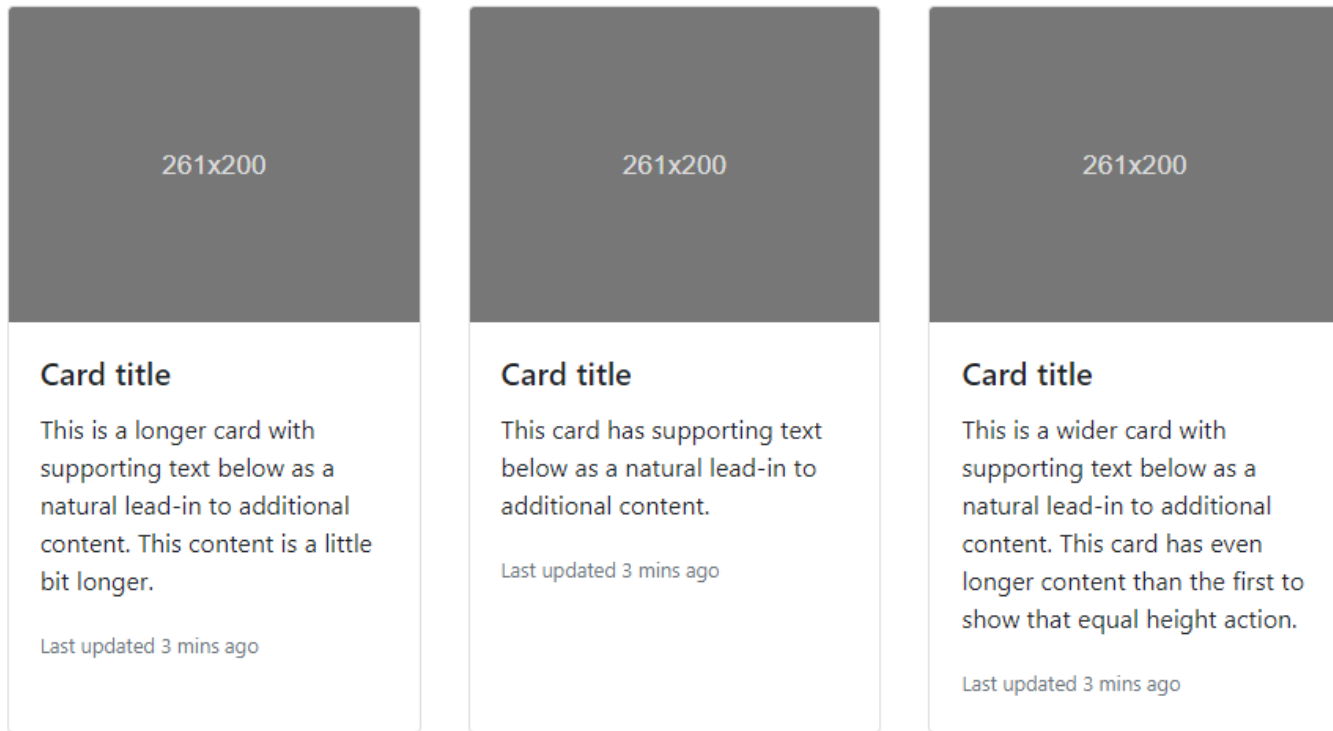 261x200
Card title
This is a longer card with
supporting text below as a
natural lead-in to additional
content. This content is a little
bit longer.
Last updated 3 mins ago
261x200
Card title
This card has supporting text
below as a natural lead-in to
additional content.
Last updated 3 mins ago
261x200
Card title
This is a wider card with
supporting text below as a
natural lead-in to additional
content. This card has even
longer content than the first to
show that equal height action.
Last updated 3 mins ago